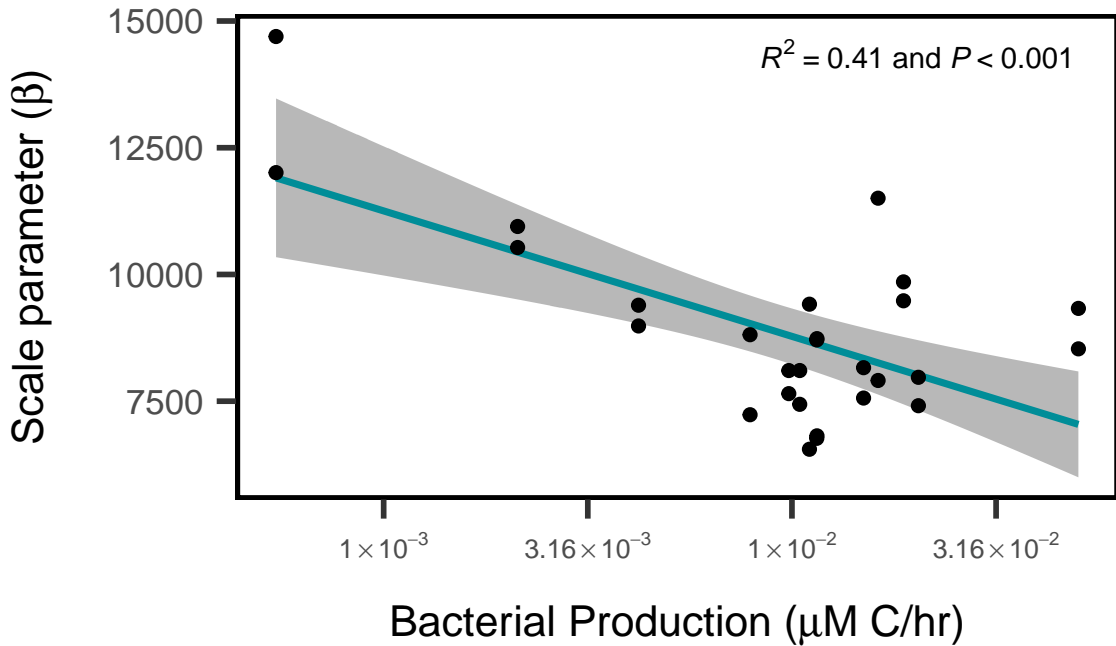 15000
R² = 0.41 and P < 0.001
12500
10000
7500
Scale parameter (β)
1×10⁻³
3.16×10⁻³
1×10⁻²
3.16×10⁻²
Bacterial Production (μM C/hr)